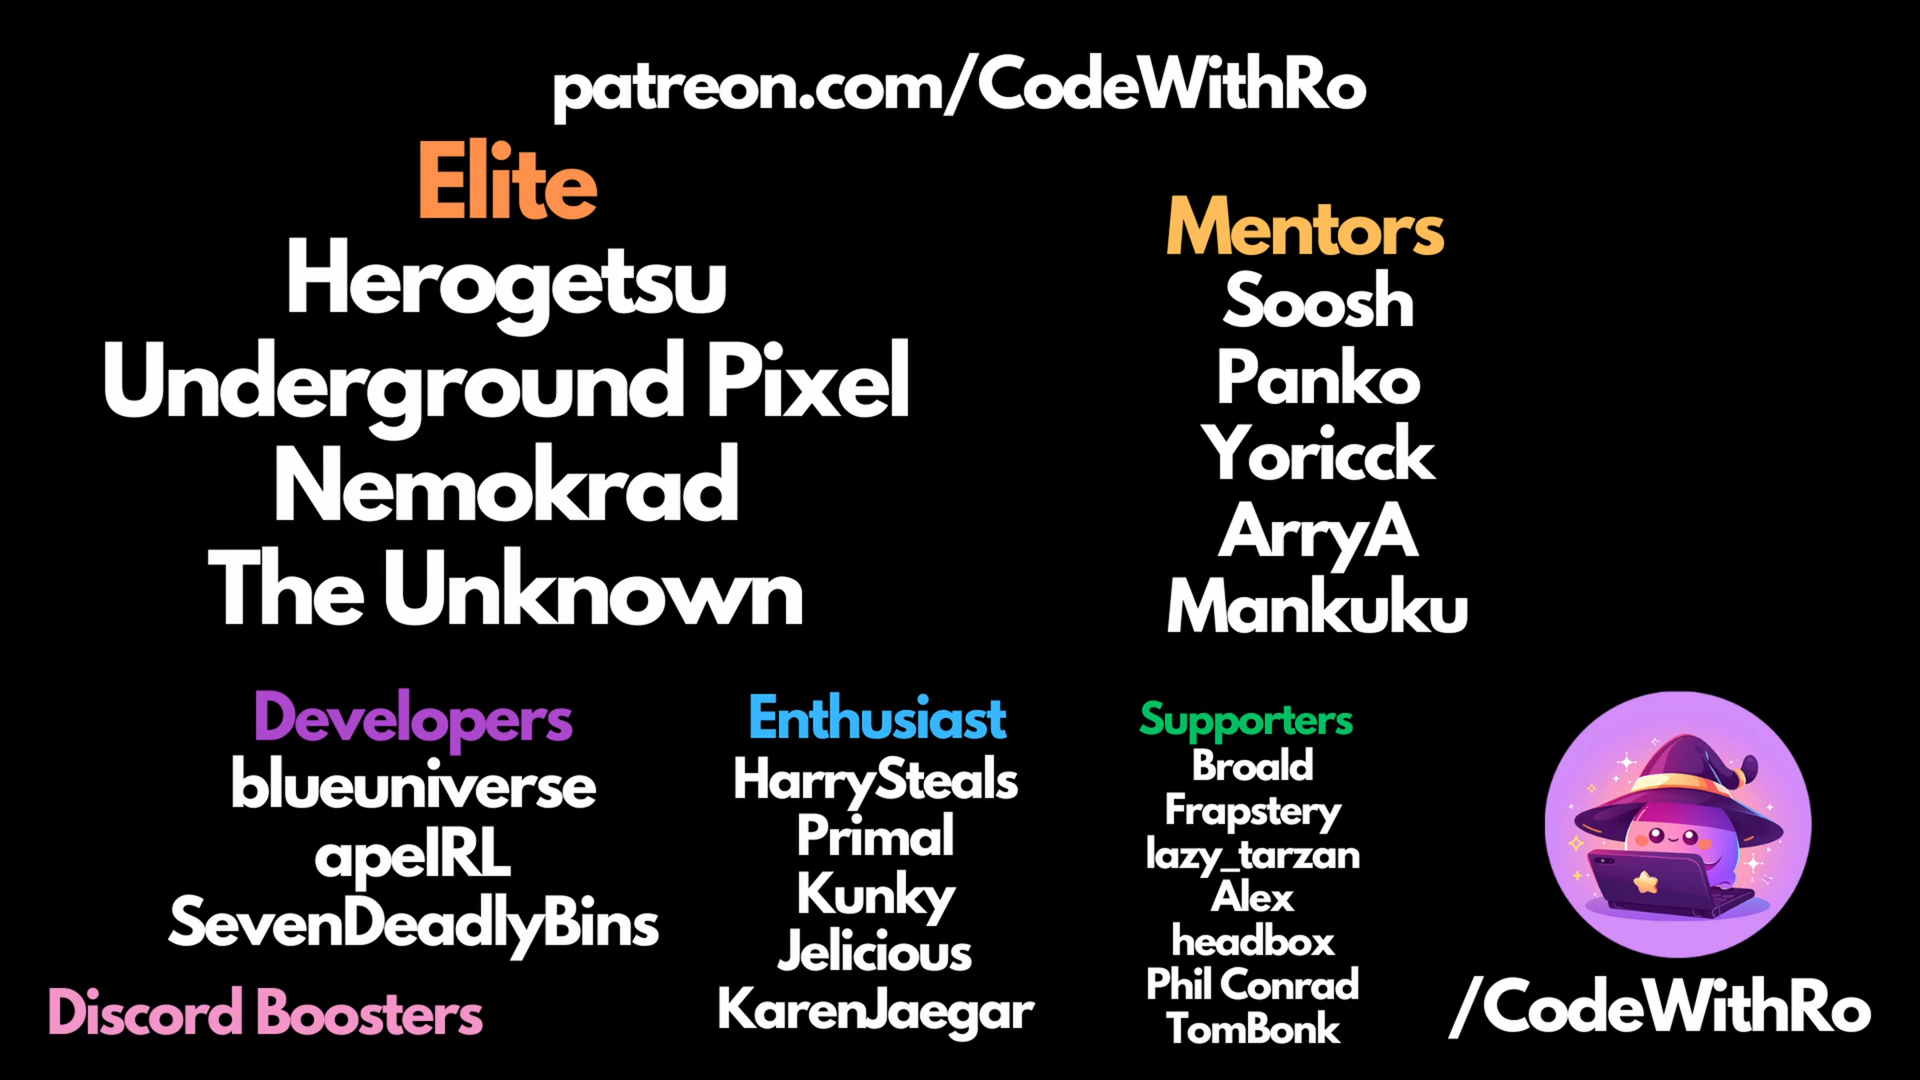 patreon.com/CodeWithRo
Elite
Herogetsu
Underground Pixel
Nemokrad
The Unknown
Mentors
Soosh
Panko
Yoricck
ArryA
Mankuku
Developers
blueuniverse
apeIRL
SevenDeadlyBins
Discord Boosters
Enthusiast
HarrySteals
Primal
Kunky
Jelicious
KarenJaegar
Supporters
Broald
Frapstery
lazy_tarzan
Alex
headbox
Phil Conrad
TomBonk
/CodeWithRo